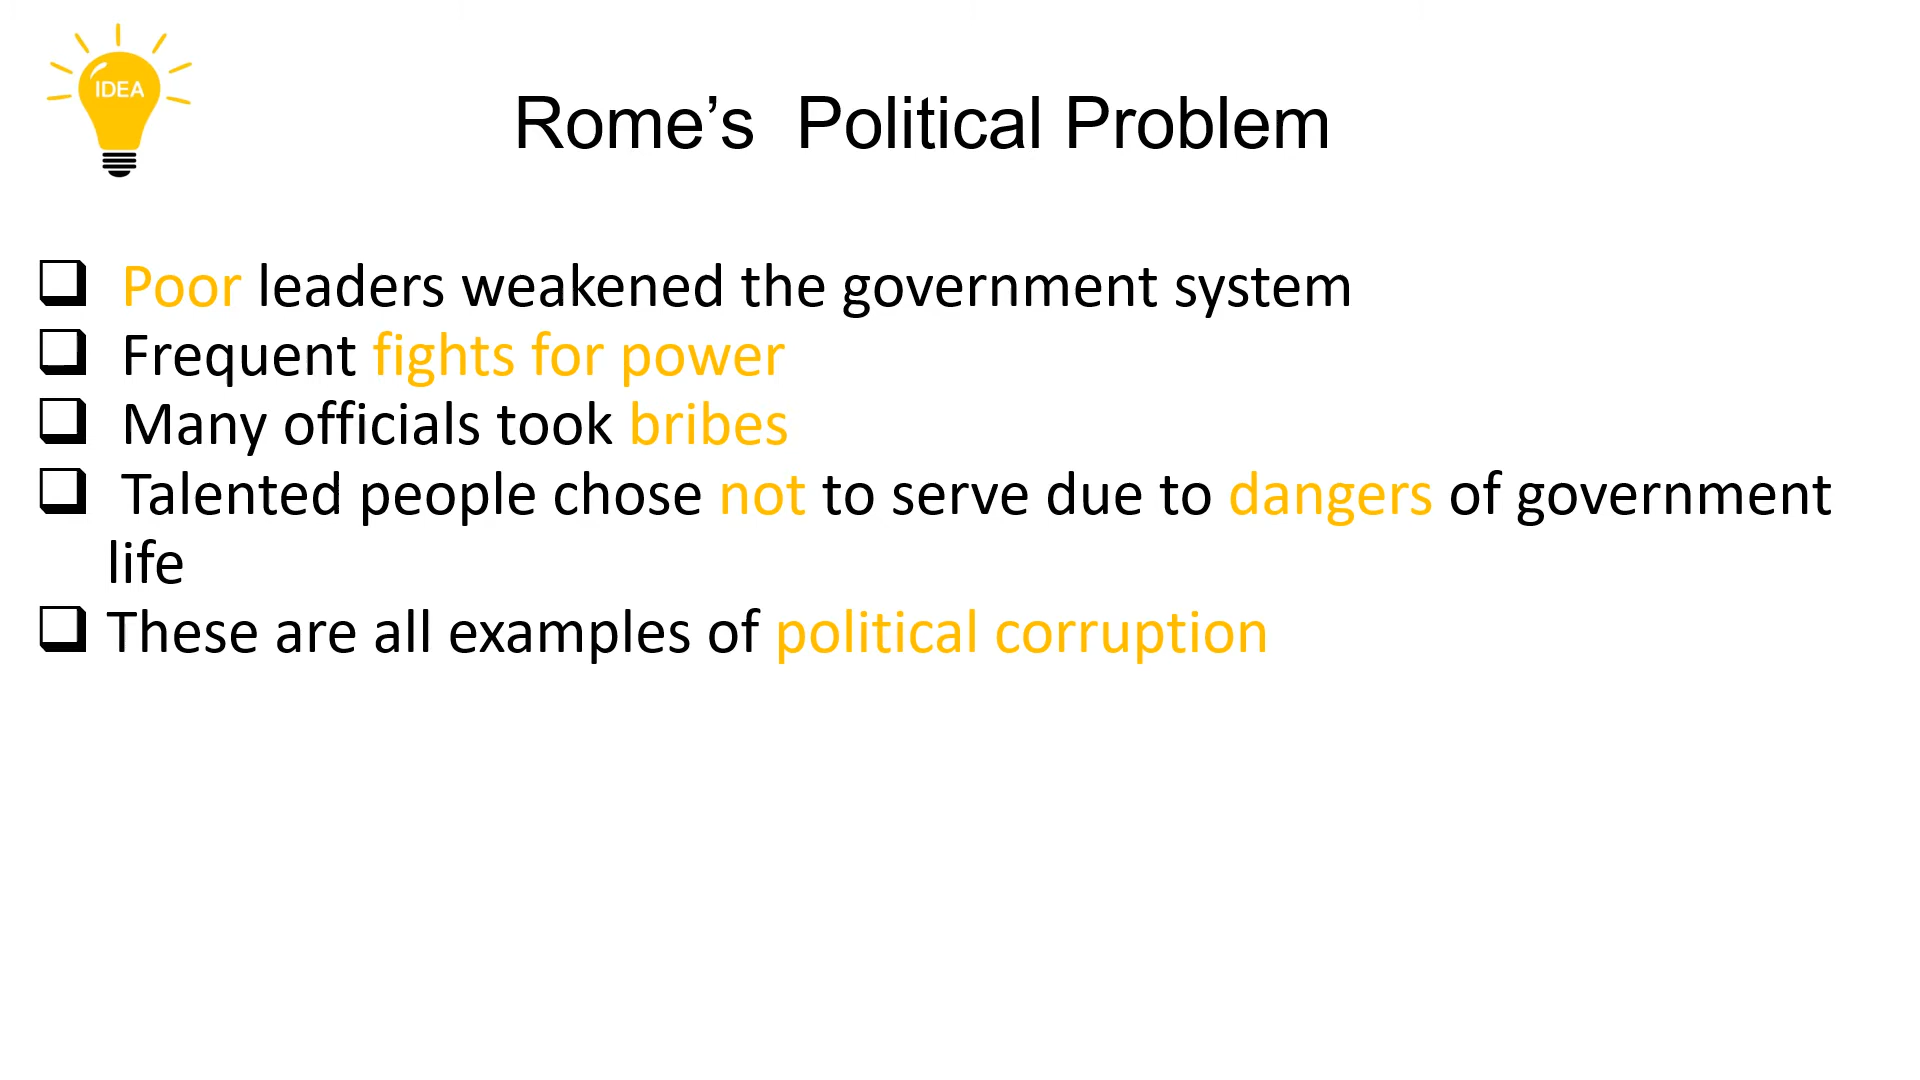 IDEA
Rome’s  Political Problem
Poor leaders weakened the government system
Frequent fights for power
Many officials took bribes
Talented people chose not to serve due to dangers of government
life
These are all examples of political corruption